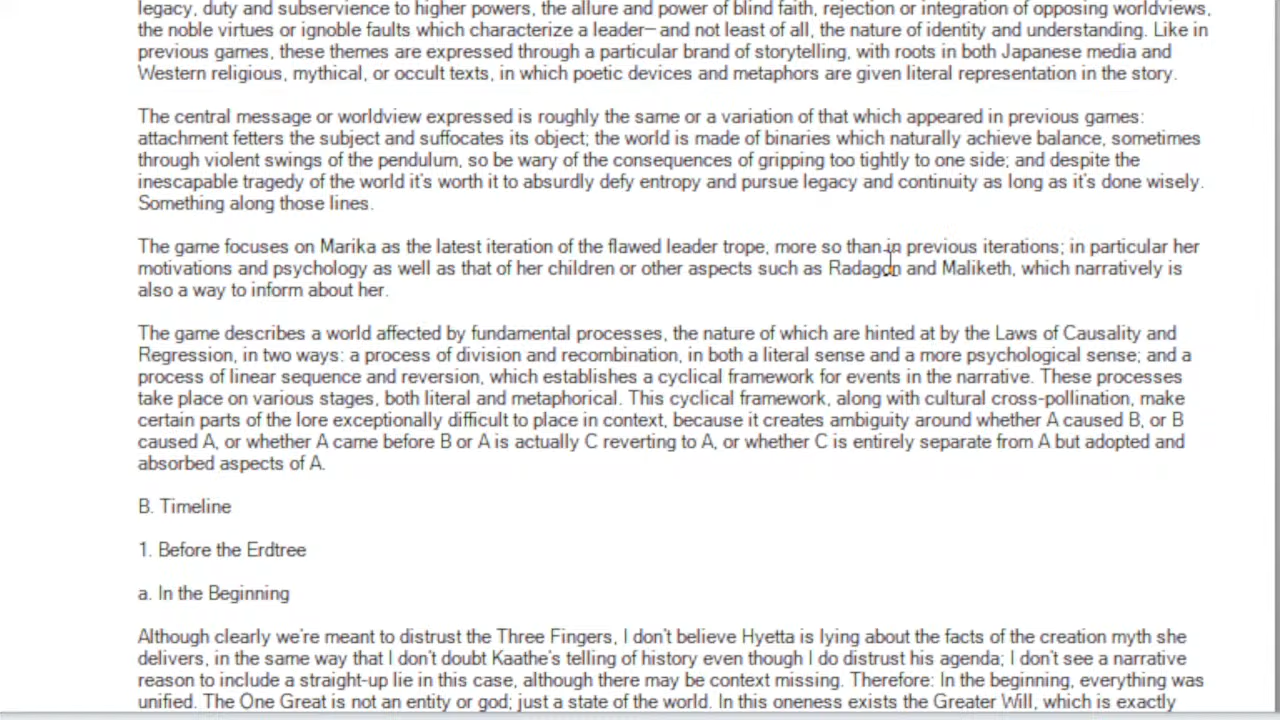 legacy, duty and subservience to higher powers, the allure and power of blind faith, rejection or integration of opposing worldviews,
the noble virtues or ignoble faults which characterize a leader—and not least of all, the nature of identity and understanding. Like in
previous games, these themes are expressed through a particular brand of storytelling, with roots in both Japanese media and
Western religious, mythical, or occult texts, in which poetic devices and metaphors are given literal representation in the story.
The central message or worldview expressed is roughly the same or a variation of that which appeared in previous games:
attachment fetters the subject and suffocates its object; the world is made of binaries which naturally achieve balance, sometimes
through violent swings of the pendulum, so be wary of the consequences of gripping too tightly to one side; and despite the
inescapable tragedy of the world it's worth it to absurdly defy entropy and pursue legacy and continuity as long as it's done wisely.
Something along those lines.
The game focuses on Marika as the latest iteration of the flawed leader trope, more so than in previous iterations; in particular her
motivations and psychology as well as that of her children or other aspects such as Radagon and Maliketh, which narratively is
also a way to inform about her.
The game describes a world affected by fundamental processes, the nature of which are hinted at by the Laws of Causality and
Regression, in two ways: a process of division and recombination, in both a literal sense and a more psychological sense; and a
process of linear sequence and reversion, which establishes a cyclical framework for events in the narrative. These processes
take place on various stages, both literal and metaphorical. This cyclical framework, along with cultural cross-pollination, make
certain parts of the lore exceptionally difficult to place in context, because it creates ambiguity around whether A caused B, or B
caused A, or whether A came before B or A is actually C reverting to A, or whether C is entirely separate from A but adopted and
absorbed aspects of A.
B. Timeline
1. Before the Erdtree
a. In the Beginning
Although clearly we're meant to distrust the Three Fingers, I don't believe Hyetta is lying about the facts of the creation myth she
delivers, in the same way that I don't doubt Kaathe's telling of history even though I do distrust his agenda; I don't see a narrative
reason to include a straight-up lie in this case, although there may be context missing. Therefore: In the beginning, everything was
unified. The One Great is not an entity or god; just a state of the world. In this oneness exists the Greater Will, which is exactly